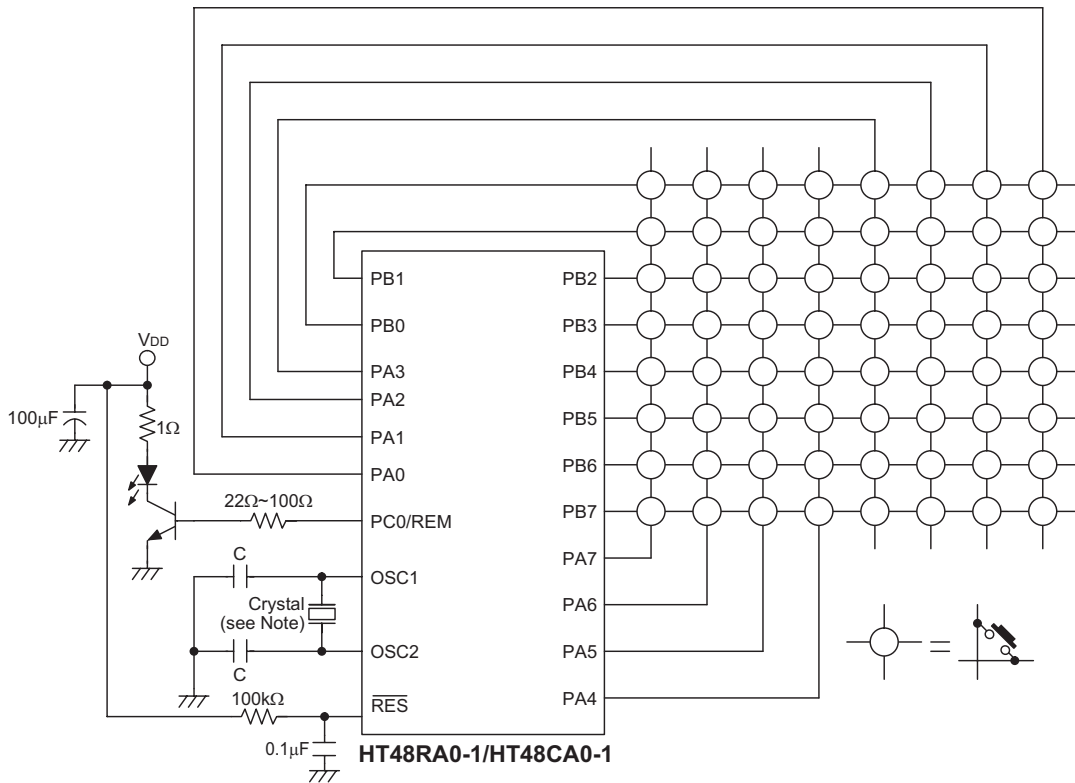 PB1
PB2
PB0
PB3
VDD
PA3
PB4
PA2
100μF
1Ω
PB5
PA1
PB6
PA0
22Ω~100Ω
PC0/REM
PB7
PA7
C
OSC1
Crystal
(see Note)
PA6
OSC2
PA5
C
100kΩ
RES
PA4
0.1μF
HT48RA0-1/HT48CA0-1